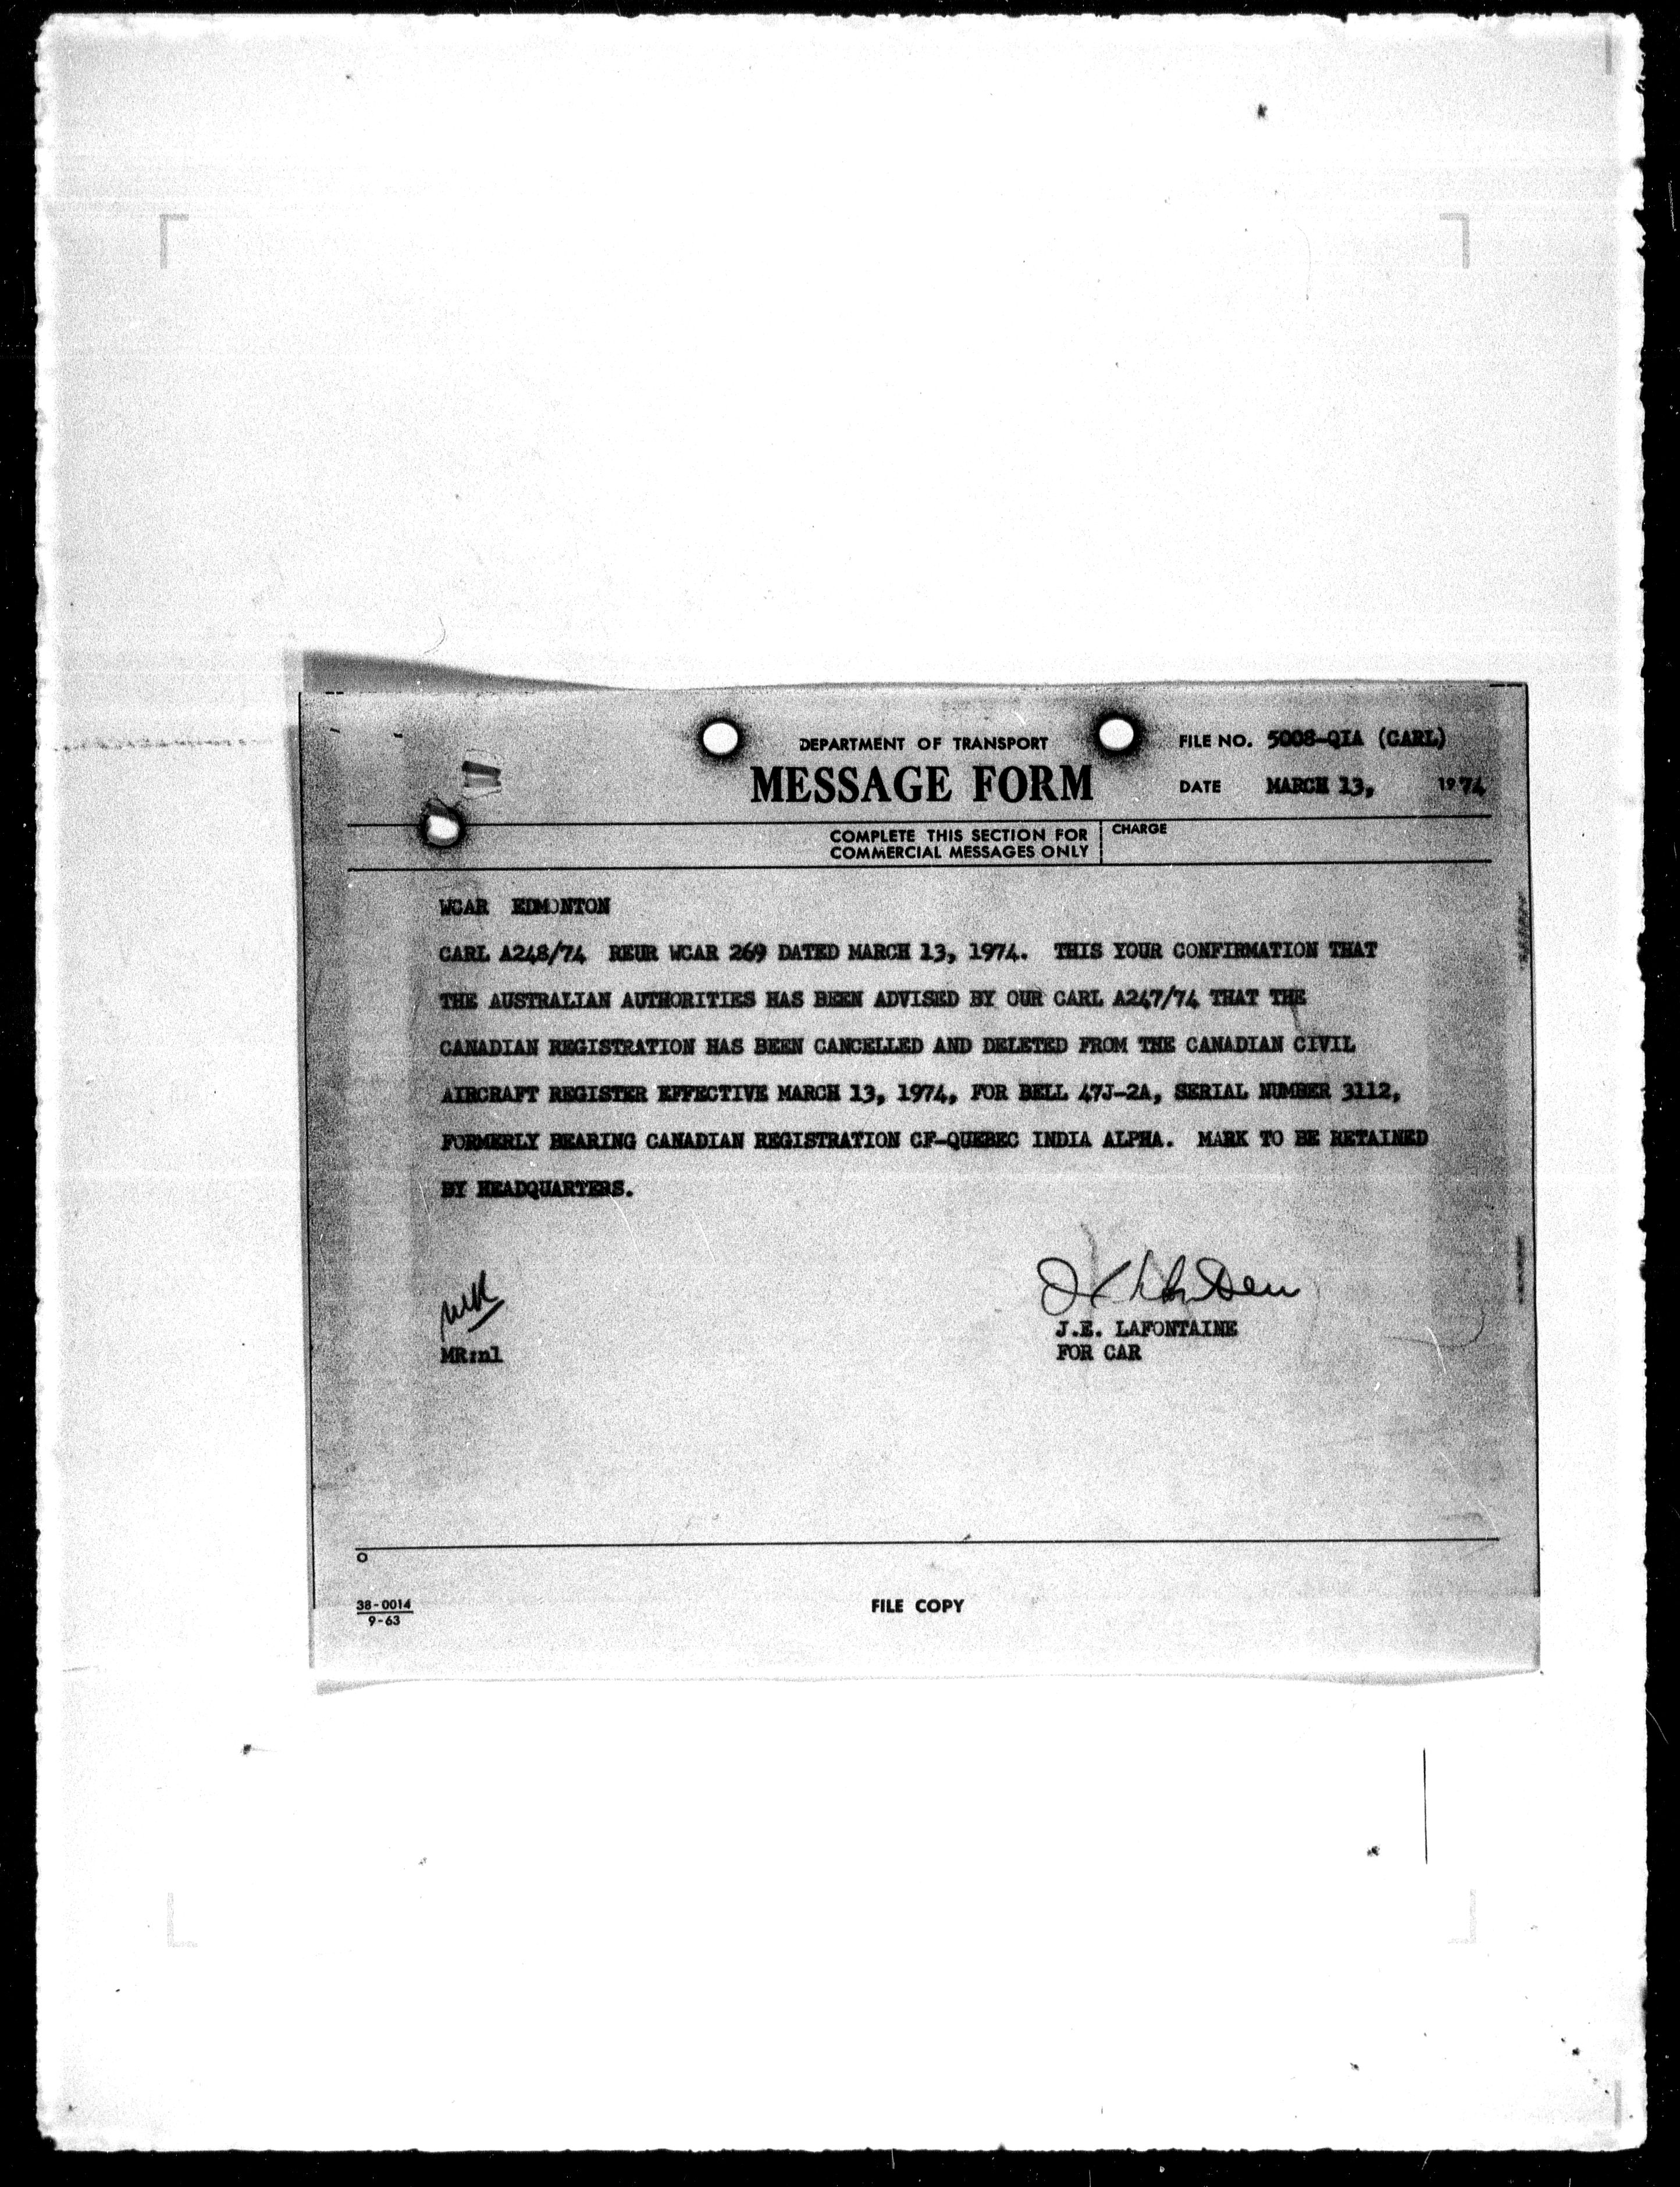 DEPARTMENT OF TRANSPORT
MESSAGE FORM
FILE NO. 5008-QIA (CARL)
DATE MARCH 13, 1974
COMPLETE THIS SECTION FOR
COMMERCIAL MESSAGES ONLY
CHARGE
WCAR EDMONTON
CARL A248/74 REUR WCAR 269 DATED MARCH 13, 1974. THIS YOUR CONFIRMATION THAT
THE AUSTRALIAN AUTHORITIES HAS BEEN ADVISED BY OUR CARL A247/74 THAT THE
CANADIAN REGISTRATION HAS BEEN CANCELLED AND DELETED FROM THE CANADIAN CIVIL
AIRCRAFT REGISTER EFFECTIVE MARCH 13, 1974, FOR BELL 47J-2A, SERIAL NUMBER 3112,
FORMERLY BEARING CANADIAN REGISTRATION CF-QUEBEC INDIA ALPHA. MARK TO BE RETAINED
BY HEADQUARTERS.
J.E. LAFONTAINE
MR:nl
FOR CAR
38-0014
9-63
FILE COPY